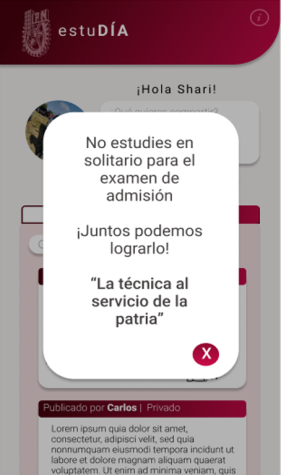 estuDÍA
i
¡Hola Shari!
¿Qué quieres compartir?
No estudies en
solitario para el
examen de
admisión
¡Juntos podemos
lograrlo!
“La técnica al
servicio de la
patria”
X
Publicado por Carlos | Privado
Lorem ipsum quia dolor sit amet,
consectetur, adipisci velit, sed quia
nonnumquam eiusmodi tempora incidunt ut
labore et dolore magnam aliquam quaerat
voluptatem. Ut enim ad minima veniam, quis